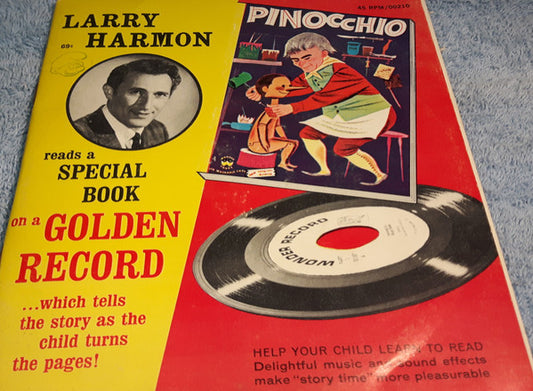 LARRY
HARMON
69¢
reads a
SPECIAL
BOOK
on a GOLDEN
RECORD
...which tells
the story as the
child turns
the pages!
45 RPM/00210
PINOCCHIO
WONDER RECORD
HELP YOUR CHILD LEARN TO READ
Delightful music and sound effects
make "story time" more pleasurable